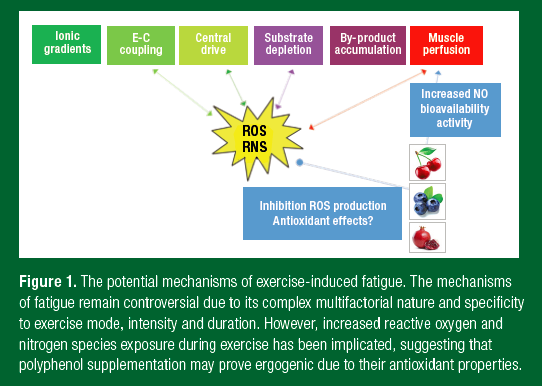 Ionic
gradients
E-C
coupling
Central
drive
Substrate
depletion
By-product
accumulation
Muscle
perfusion
Increased NO
bioavailability
activity
ROS
RNS
Inhibition ROS production
Antioxidant effects?
Figure 1. The potential mechanisms of exercise-induced fatigue. The mechanisms
of fatigue remain controversial due to its complex multifactorial nature and specificity
to exercise mode, intensity and duration. However, increased reactive oxygen and
nitrogen species exposure during exercise has been implicated, suggesting that
polyphenol supplementation may prove ergogenic due to their antioxidant properties.